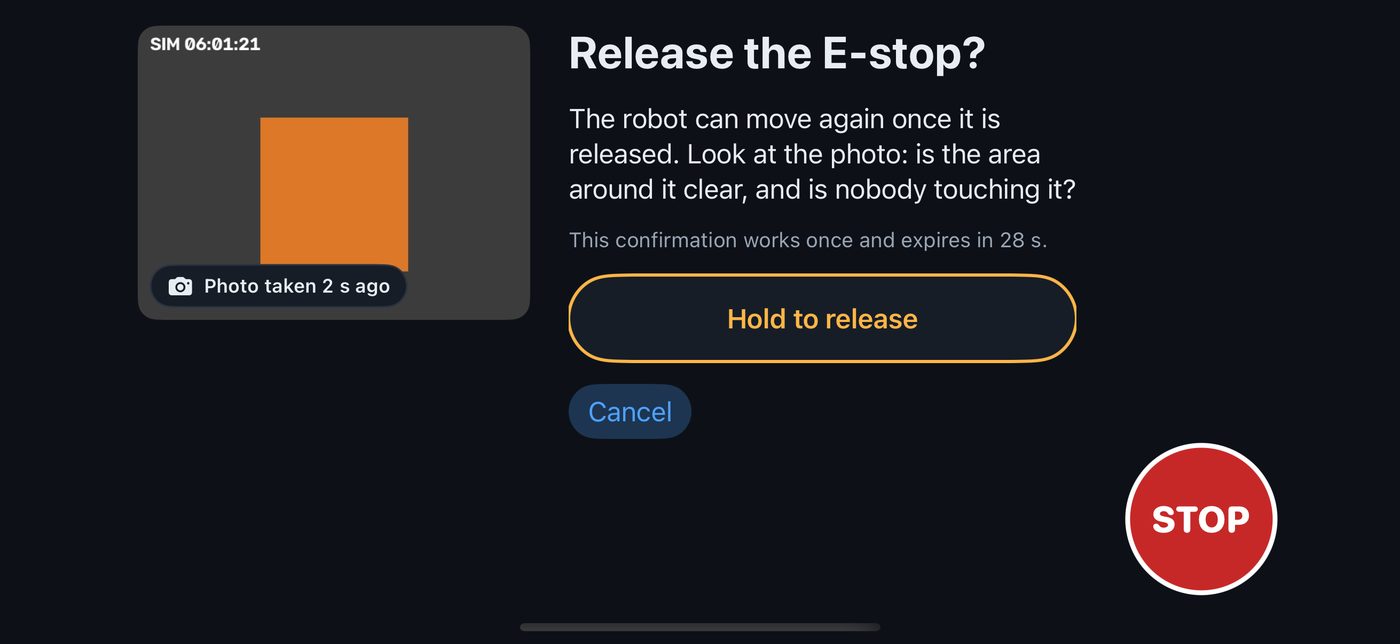 SIM 06:01:21
Photo taken 2 s ago
Release the E-stop?
The robot can move again once it is
released. Look at the photo: is the area
around it clear, and is nobody touching it?
This confirmation works once and expires in 28 s.
Hold to release
Cancel
STOP